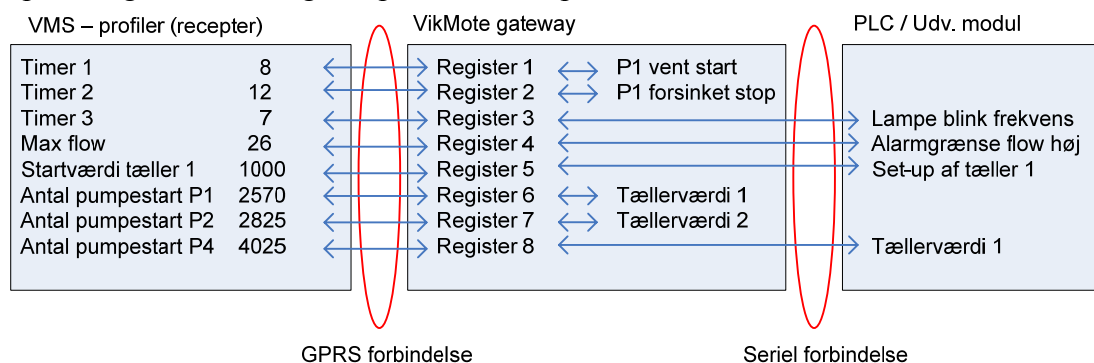 VMS – profiler (recepter)
VikMote gateway
PLC / Udv. modul
Timer 1 8 Register 1 P1 vent start
Timer 2 12 Register 2 P1 forsinket stop
Timer 3 7 Register 3 Lampe blink frekvens
Max flow 26 Register 4 Alarmgrænse flow høj
Startværdi tæller 1 1000 Register 5 Set-up af tæller 1
Antal pumpestart P1 2570 Register 6 Tællerværdi 1
Antal pumpestart P2 2825 Register 7 Tællerværdi 2
Antal pumpestart P4 4025 Register 8 Tællerværdi 1
GPRS forbindelse
Seriel forbindelse